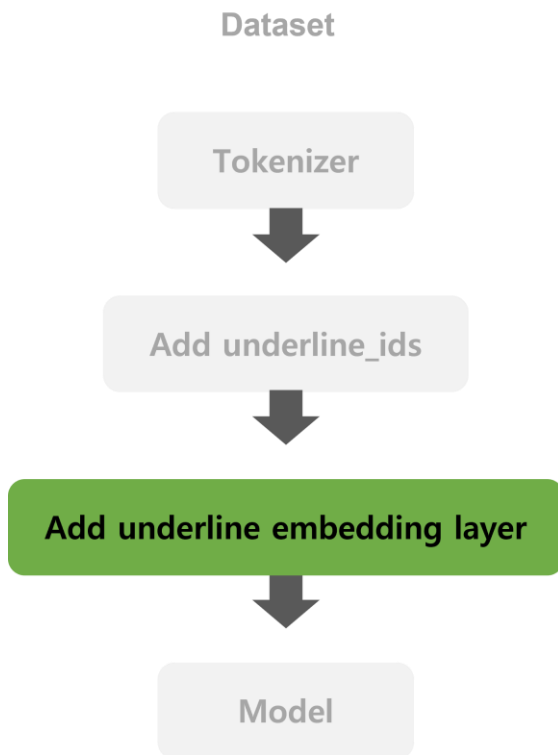 Dataset
Tokenizer
Add underline_ids
Add underline embedding layer
Model